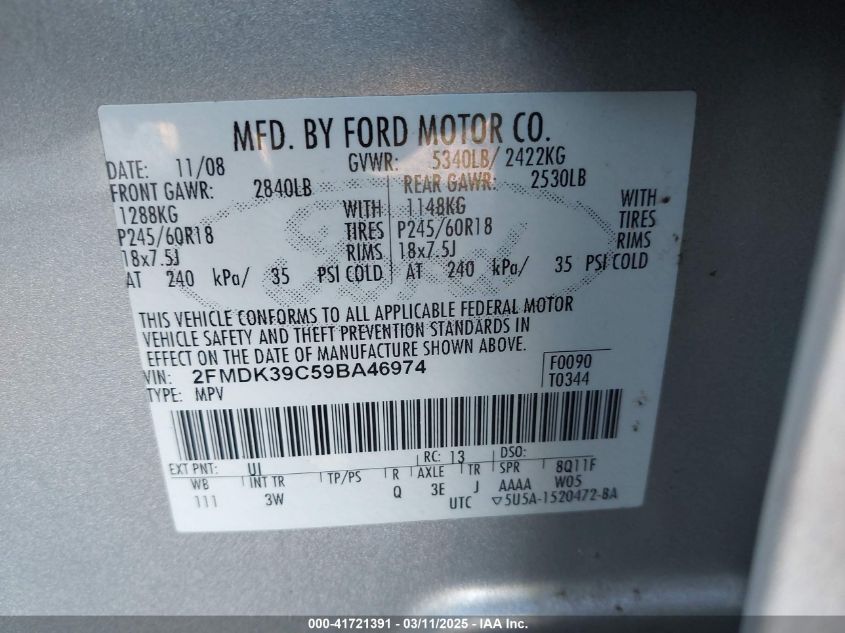 MFD. BY FORD MOTOR CO.
DATE: 11/08 GVWR: 5340LB/ 2422KG
FRONT GAWR: 2840LB REAR GAWR: 2530LB
1288KG WITH 1148KG WITH
P245/60R18 TIRES P245/60R18 TIRES
18x7.5J RIMS 18x7.5J RIMS
AT 240 kPa/ 35 PSI COLD AT 240 kPa/ 35 PSI COLD
THIS VEHICLE CONFORMS TO ALL APPLICABLE FEDERAL MOTOR
VEHICLE SAFETY AND THEFT PREVENTION STANDARDS IN
EFFECT ON THE DATE OF MANUFACTURE SHOWN ABOVE.
VIN: 2FMDK39C59BA46974 F0090
TYPE: MPV T0344
EXT PNT: UI RC: 13 DSO:
WB INT TR TP/PS R AXLE TR SPR 8Q11F
111 3W Q 3E J AAAA W05
UTC ▽5U5A-1520472-BA
000-41721391 - 03/11/2025 - IAAI Inc.